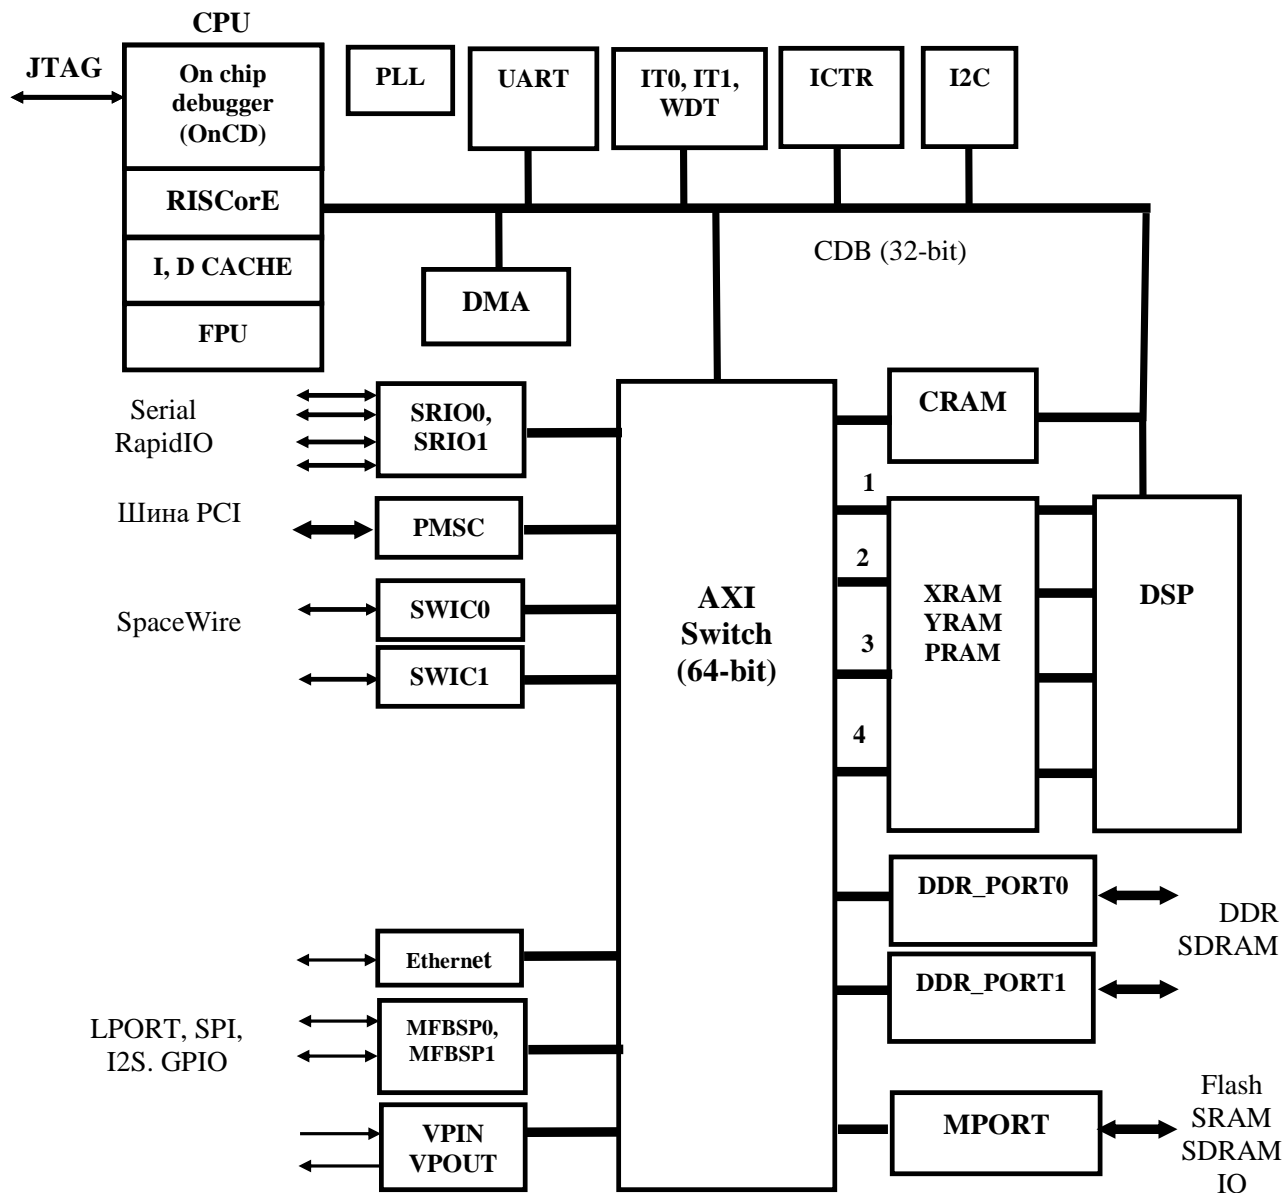 CPU
JTAG
On chip
debugger
(OnCD)
PLL
UART
IT0, IT1,
WDT
ICTR
I2C
RISCorE
I, D CACHE
FPU
CDB (32-bit)
DMA
Serial
RapidIO
SRIO0,
SRIO1
CRAM
Шина PCI
PMSC
SpaceWire
SWIC0
SWIC1
AXI
Switch
(64-bit)
1
2
3
4
XRAM
YRAM
PRAM
DSP
DDR_PORT0
DDR
SDRAM
DDR_PORT1
Ethernet
LPORT, SPI,
I2S. GPIO
MFBSP0,
MFBSP1
VPIN
VPOUT
MPORT
Flash
SRAM
SDRAM
IO